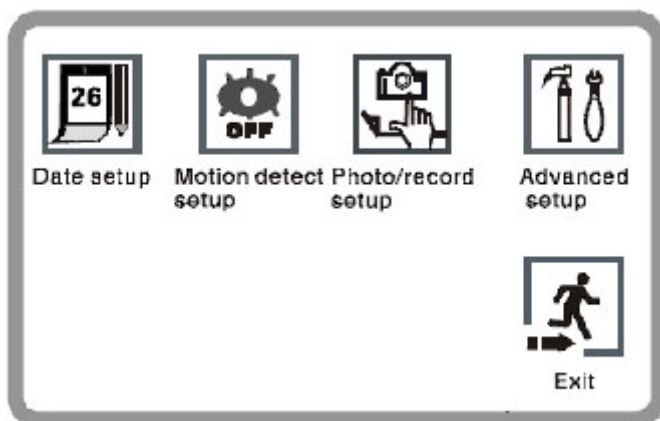 26
OFF
Date setup
Motion detect
setup
Photo/record
setup
Advanced
setup
Exit